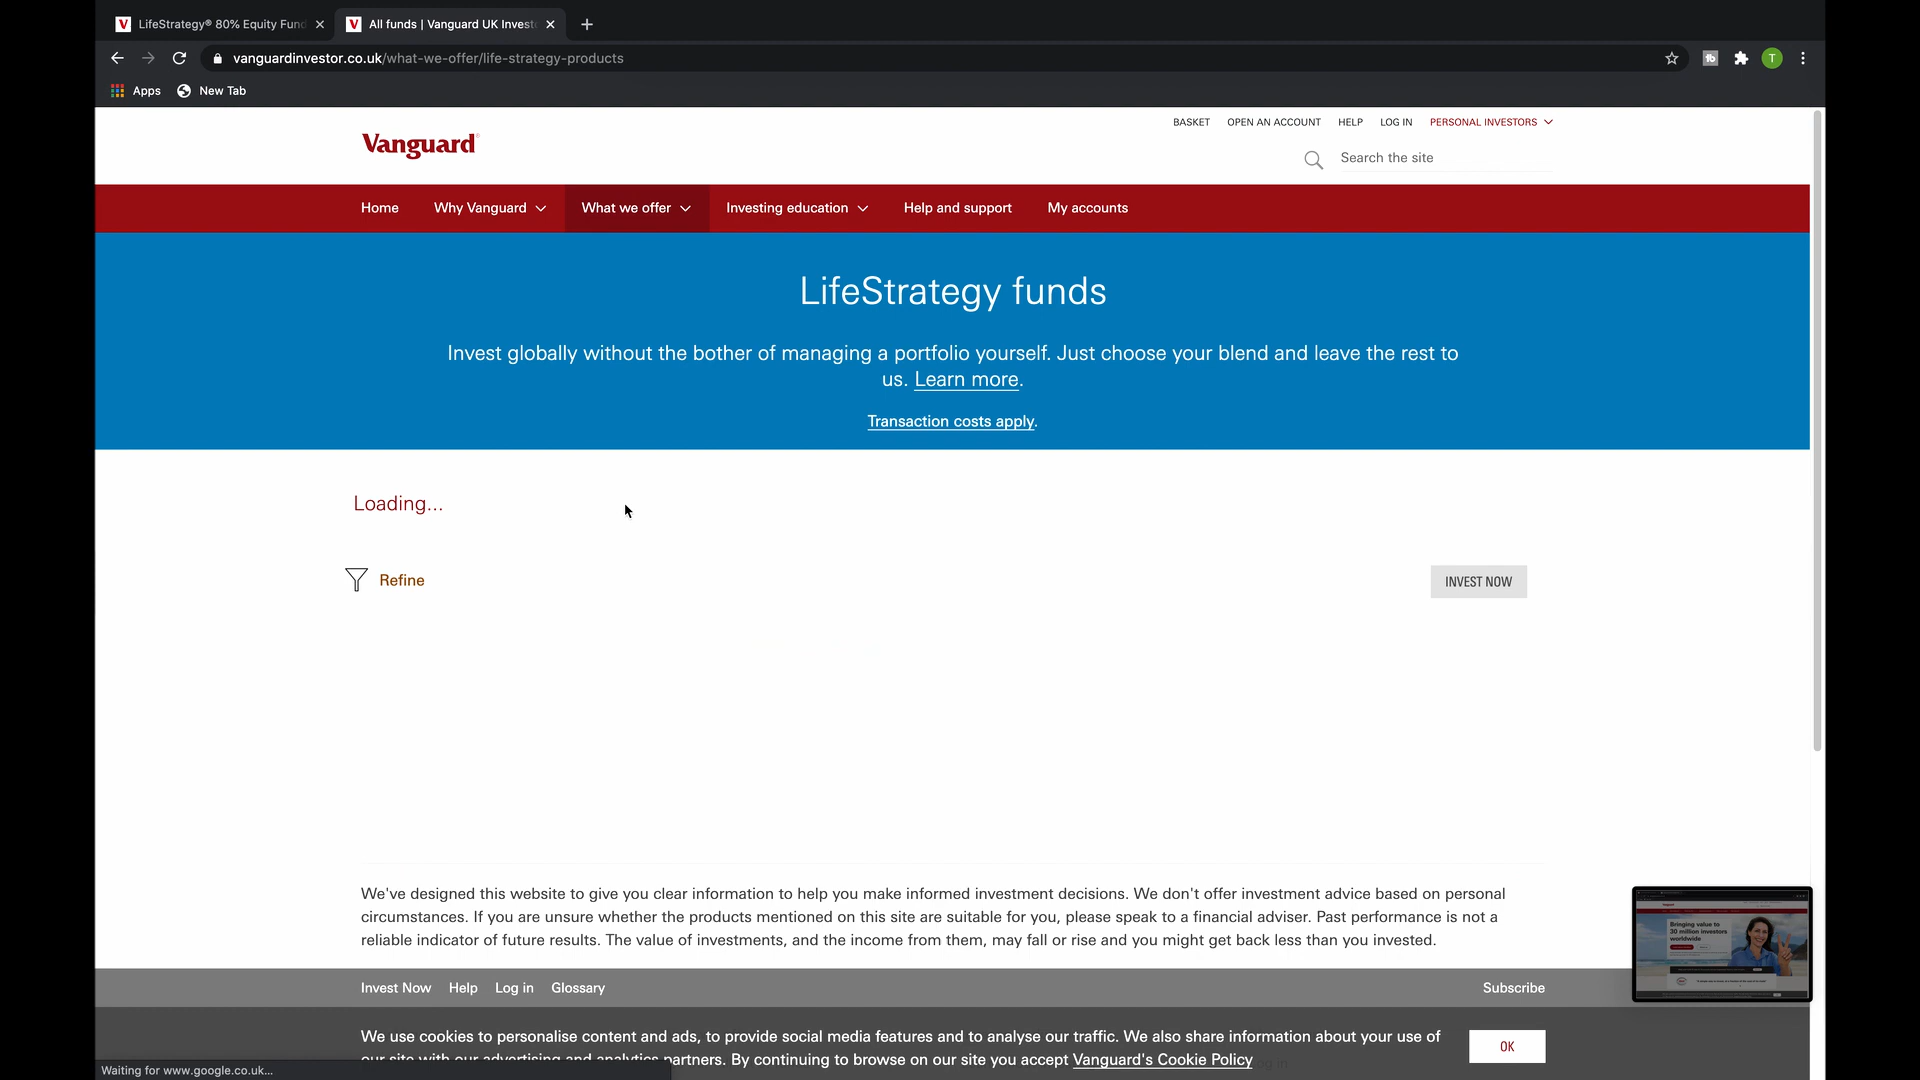 LifeStrategy® 80% Equity Fund
All funds | Vanguard UK Invest
vanguardinvestor.co.uk/what-we-offer/life-strategy-products
T
Apps
New Tab
BASKET OPEN AN ACCOUNT HELP LOG IN PERSONAL INVESTORS
Vanguard
Search the site
Home Why Vanguard What we offer Investing education Help and support My accounts
LifeStrategy funds
Invest globally without the bother of managing a portfolio yourself. Just choose your blend and leave the rest to
us. Learn more.
Transaction costs apply.
Loading...
Refine
INVEST NOW
We've designed this website to give you clear information to help you make informed investment decisions. We don't offer investment advice based on personal
circumstances. If you are unsure whether the products mentioned on this site are suitable for you, please speak to a financial adviser. Past performance is not a
reliable indicator of future results. The value of investments, and the income from them, may fall or rise and you might get back less than you invested.
Bringing value to
30 million investors
worldwide
Invest Now Help Log in Glossary
Subscribe
We use cookies to personalise content and ads, to provide social media features and to analyse our traffic. We also share information about your use of
our site with our advertising and analytics partners. By continuing to browse on our site you accept Vanguard's Cookie Policy
OK
Waiting for www.google.co.uk...